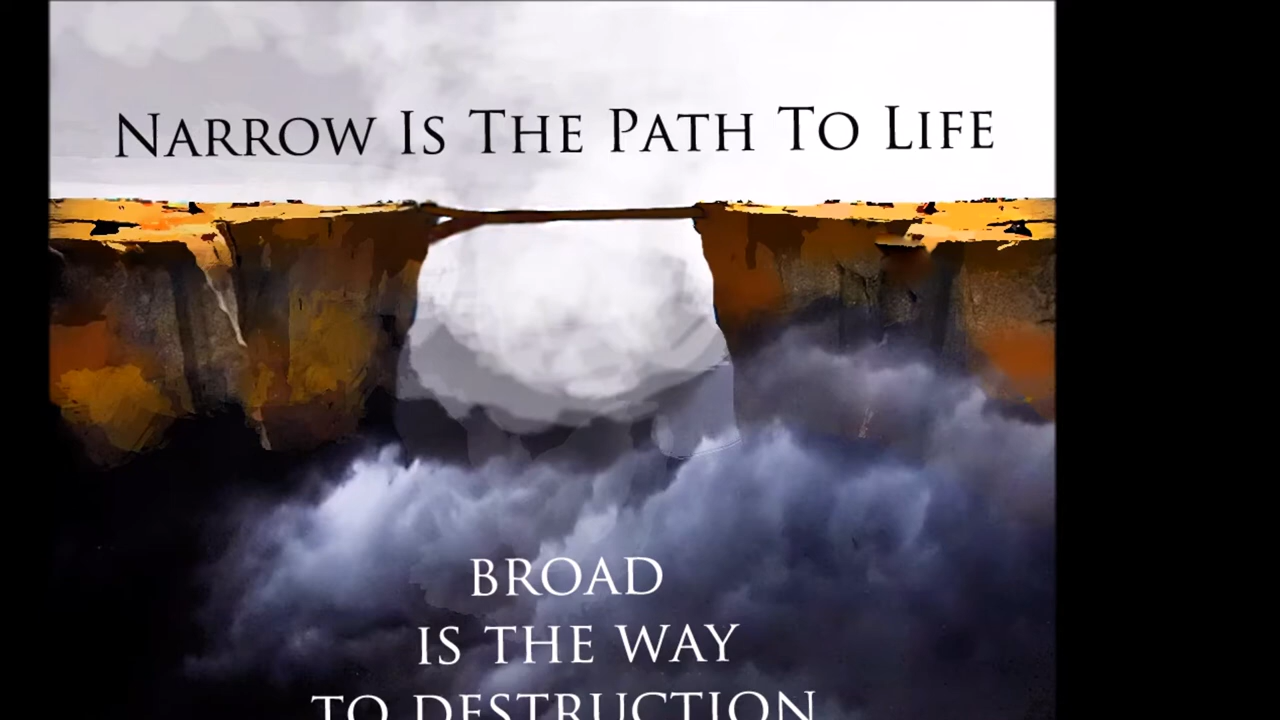 Narrow Is The Path To Life
BROAD
IS THE WAY
TO DESTRUCTION